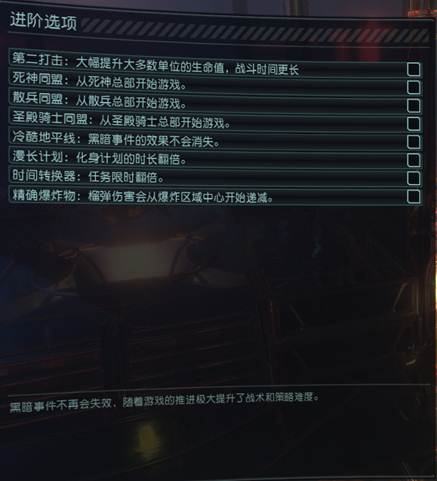 进阶选项
第二打击：大幅提升大多数单位的生命值，战斗时间更长
死神同盟：从死神总部开始游戏。
散兵同盟：从散兵总部开始游戏。
圣殿骑士同盟：从圣殿骑士总部开始游戏。
冷酷地平线：黑暗事件的效果不会消失。
漫长计划：化身计划的时长翻倍。
时间转换器：任务限时翻倍。
精确爆炸物：榴弹伤害会从爆炸区域中心开始递减。
黑暗事件不再会失效，随着游戏的推进极大提升了战术和策略难度。